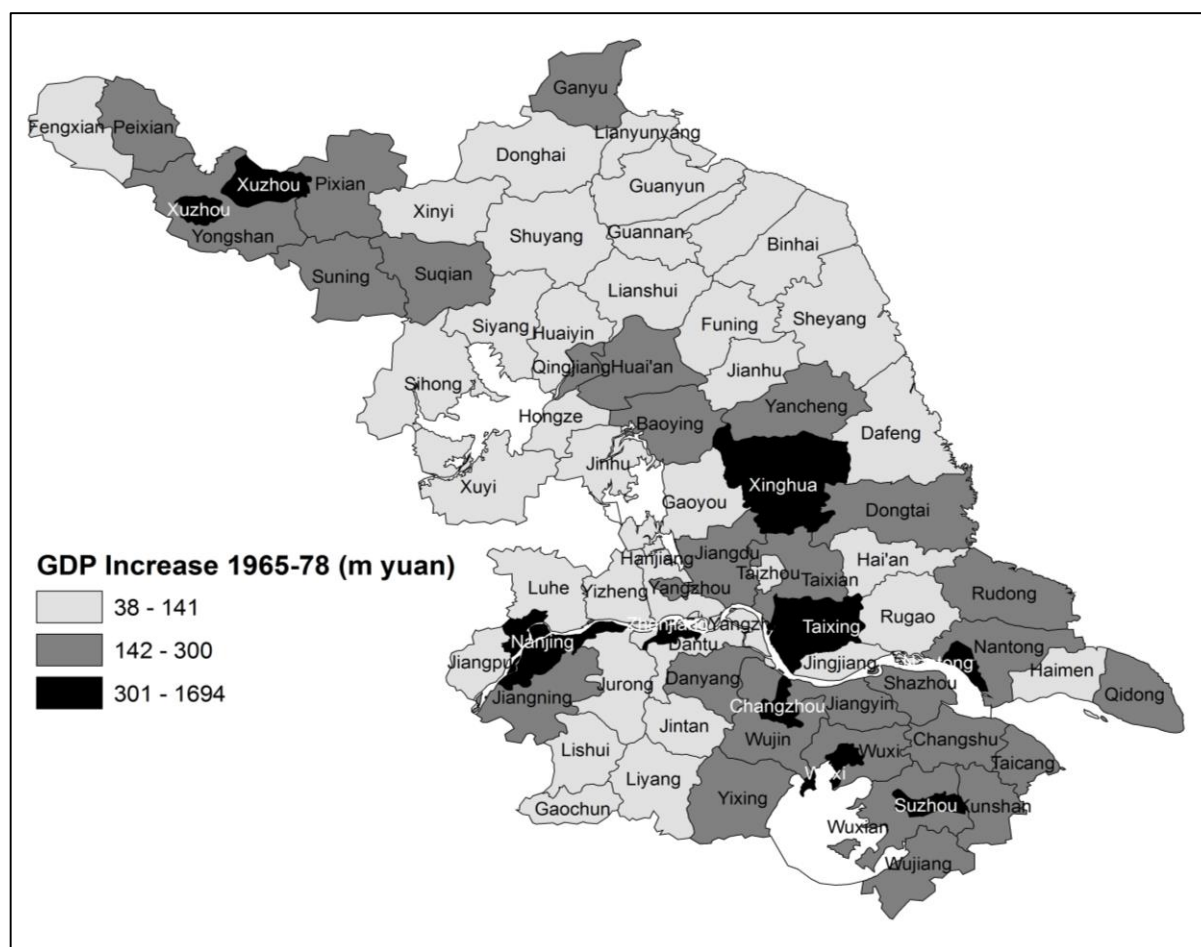 Ganyu
Fengxian
Peixian
Lianyunyang
Donghai
Xuzhou
Pixian
Guanyun
Xinyi
Xuzhou
Yongshan
Shuyang
Guannan
Binhai
Suning
Suqian
Lianshui
Siyang
Huaiyin
Funing
Sheyang
Qingjiang
Huai'an
Jianhu
Sihong
Yancheng
Hongze
Baoying
Dafeng
Jinhu
Xinghua
Xuyi
Gaoyou
Dongtai
GDP Increase 1965-78 (m yuan)
38 - 141
142 - 300
301 - 1694
Hanjiang
Jiangdu
Hai'an
Luhe
Yizheng
Yangzhou
Taizhou
Taixian
Rudong
Rugao
Nanjing
Taixing
Dantu
Nantong
Jiangpu
Jingjiang
Haimen
Jurong
Danyang
Shazhou
Qidong
Jiangning
Changzhou
Jiangyin
Jintan
Wujin
Wuxi
Changshu
Lishui
Taicang
Liyang
Yixing
Gaochun
Suzhou
Kunshan
Wuxian
Wujiang